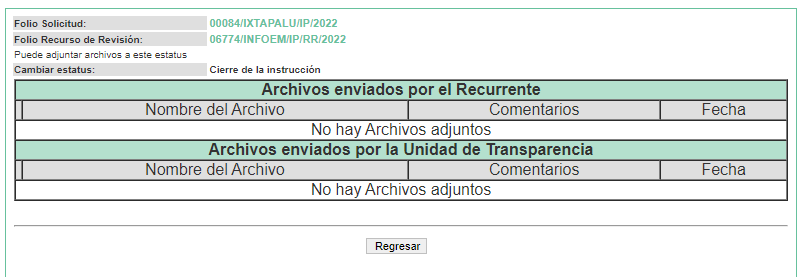 Folio Solicitud: 00084/IXTAPALU/IP/2022
Folio Recurso de Revisión: 06774/INFOEM/IP/RR/2022
Puede adjuntar archivos a este estatus
Cambiar estatus: Cierre de la instrucción
Archivos enviados por el Recurrente
Nombre del Archivo Comentarios Fecha
No hay Archivos adjuntos
Archivos enviados por la Unidad de Transparencia
Nombre del Archivo Comentarios Fecha
No hay Archivos adjuntos
Regresar